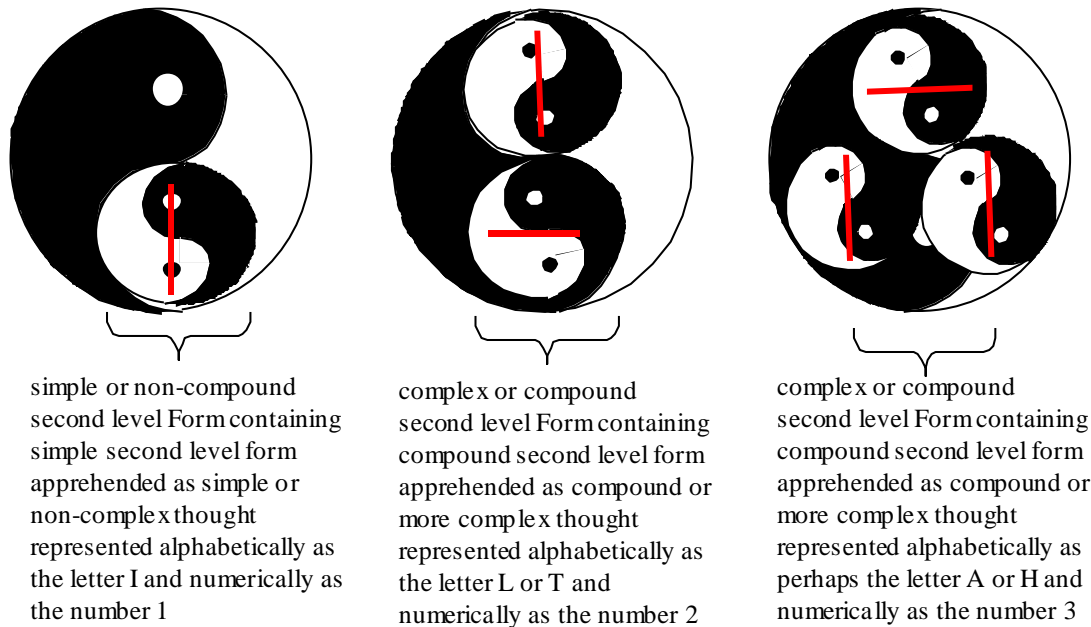 simple or non-compound
second level Form containing
simple second level form
apprehended as simple or
non-complex thought
represented alphabetically as
the letter I and numerically as
the number 1
complex or compound
second level Form containing
compound second level form
apprehended as compound or
more complex thought
represented alphabetically as
the letter L or T and
numerically as the number 2
complex or compound
second level Form containing
compound second level form
apprehended as compound or
more complex thought
represented alphabetically as
perhaps the letter A or H and
numerically as the number 3